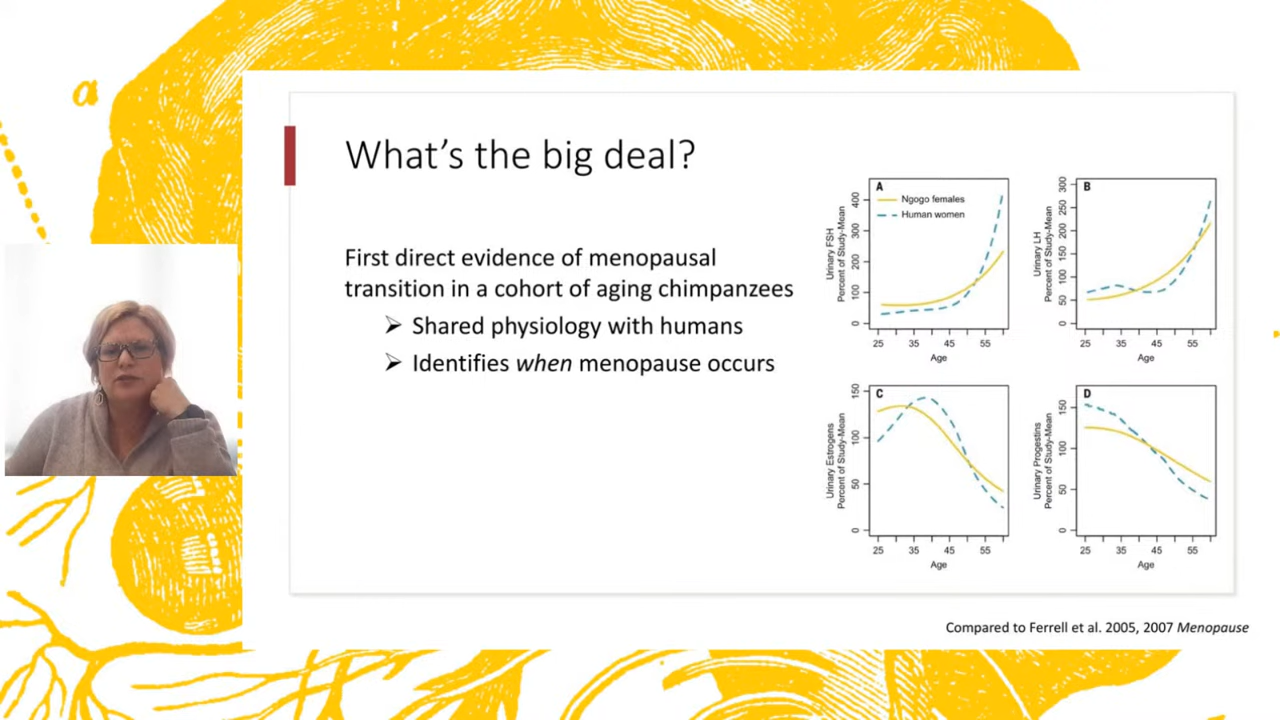 a
What's the big deal?
First direct evidence of menopausal
transition in a cohort of aging chimpanzees
➢ Shared physiology with humans
➢ Identifies when menopause occurs
A
Ngogo females
Human women
Urinary FSH
Percent of Study-Mean
400
300
200
100
0
25 35 45 55
Age
B
Urinary LH
Percent of Study-Mean
300
250
200
150
100
50
0
25 35 45 55
Age
C
Urinary Estrogens
Percent of Study-Mean
150
100
50
0
25 35 45 55
Age
D
Urinary Progestins
Percent of Study-Mean
150
100
50
0
25 35 45 55
Age
Compared to Ferrell et al. 2005, 2007 Menopause